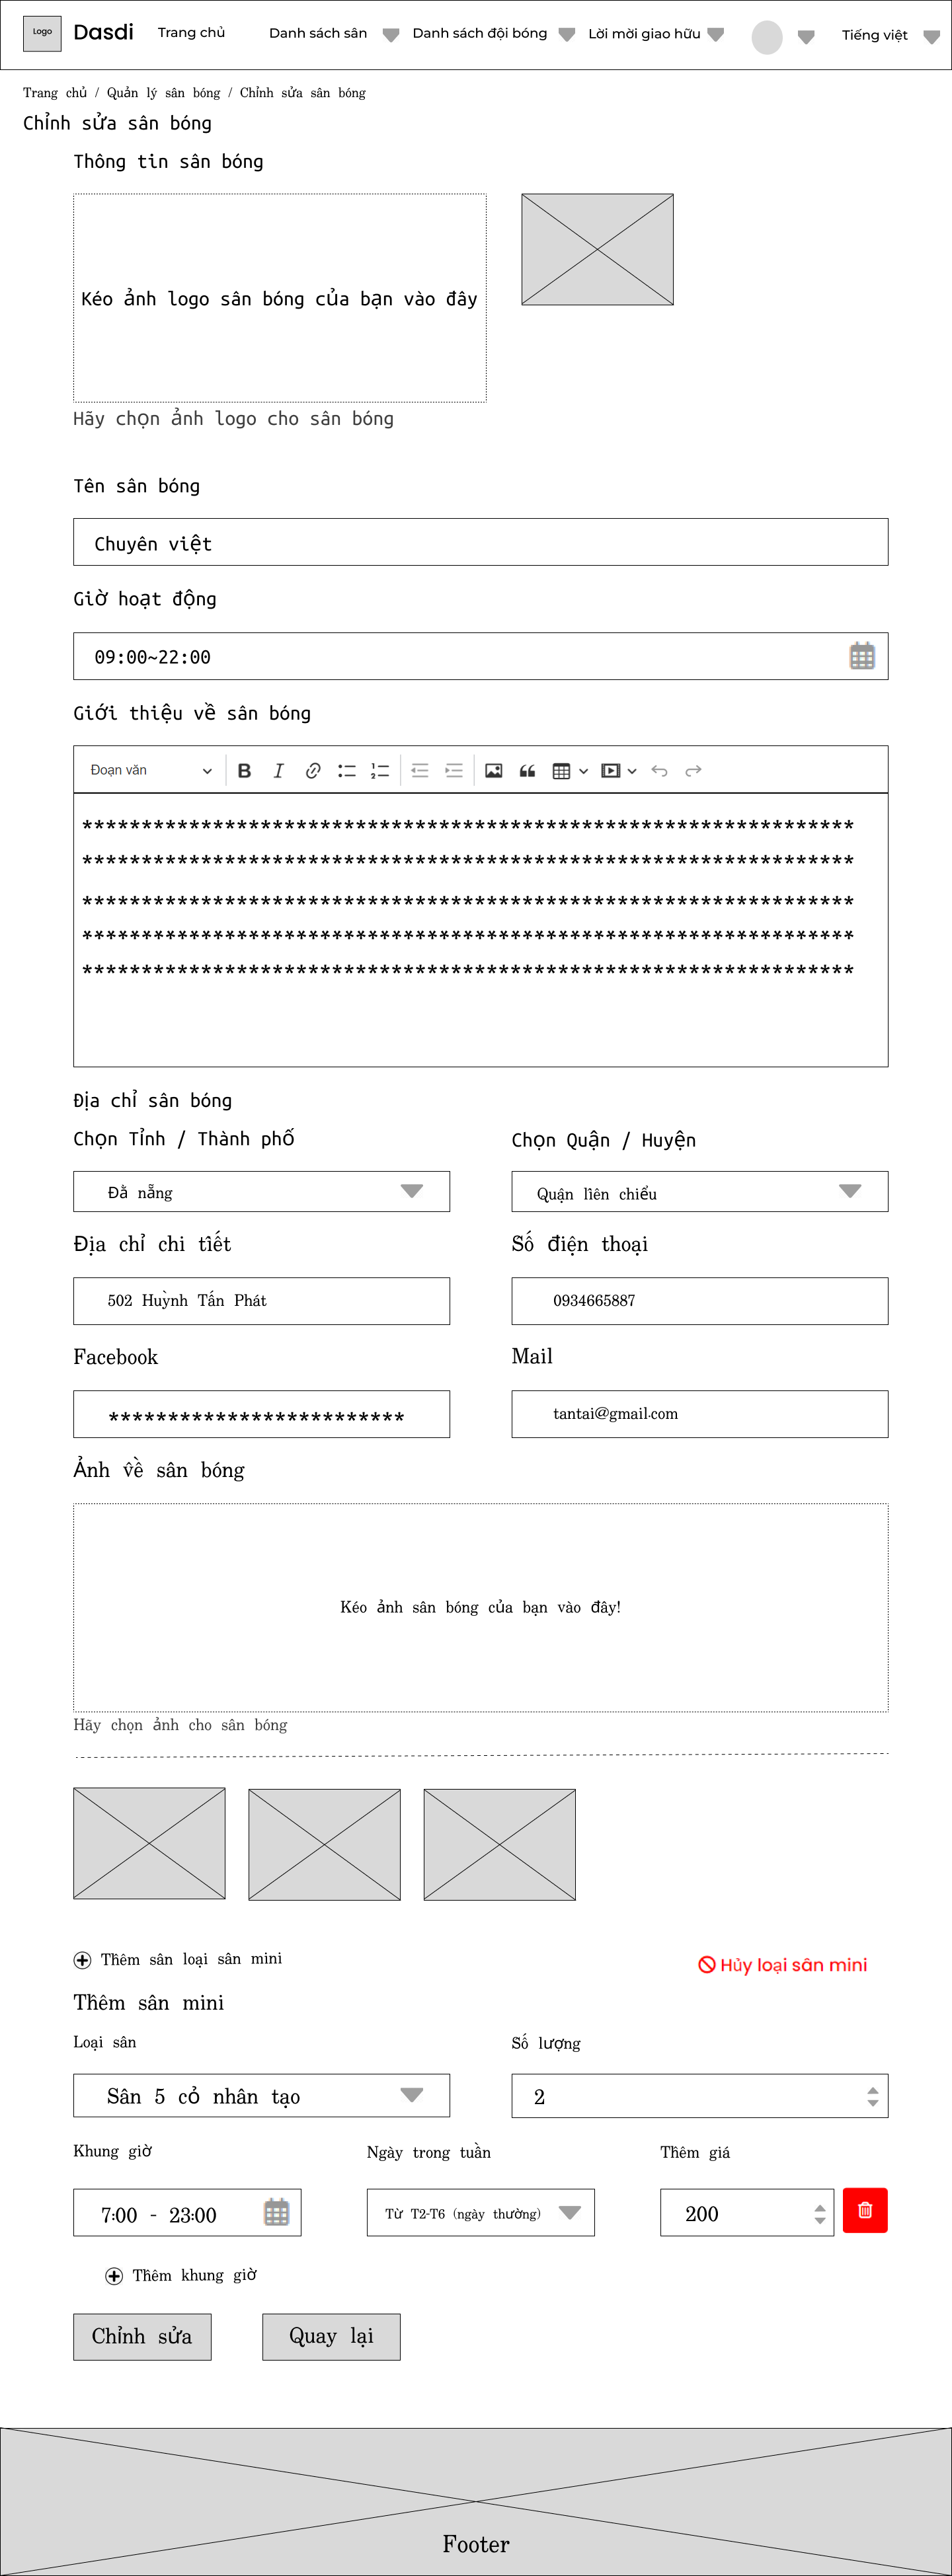 Logo Dasdi Trang chủ Danh sách sân Danh sách đội bóng Lời mời giao hữu Tiếng việt
Trang chủ / Quản lý sân bóng / Chỉnh sửa sân bóng
Chỉnh sửa sân bóng
Thông tin sân bóng
Kéo ảnh logo sân bóng của bạn vào đây
Hãy chọn ảnh logo cho sân bóng
Tên sân bóng
Chuyên việt
Giờ hoạt động
09:00~22:00
Giới thiệu về sân bóng
Đoạn văn
*****************************************************************
*****************************************************************
*****************************************************************
*****************************************************************
*****************************************************************
Địa chỉ sân bóng
Chọn Tỉnh / Thành phố Chọn Quận / Huyện
Đằ nẵng Quận liên chiểu
Địa chỉ chi tiết Số điện thoại
502 Huỳnh Tấn Phát 0934665887
Facebook Mail
************************* tantai@gmail.com
Ảnh về sân bóng
Kéo ảnh sân bóng của bạn vào đây!
Hãy chọn ảnh cho sân bóng
Thêm sân loại sân mini Hủy loại sân mini
Thêm sân mini
Loại sân Số lượng
Sân 5 cỏ nhân tạo 2
Khung giờ Ngày trong tuần Thêm giá
7:00 - 23:00 Từ T2-T6 (ngày thường) 200
Thêm khung giờ
Chỉnh sửa Quay lại
Footer